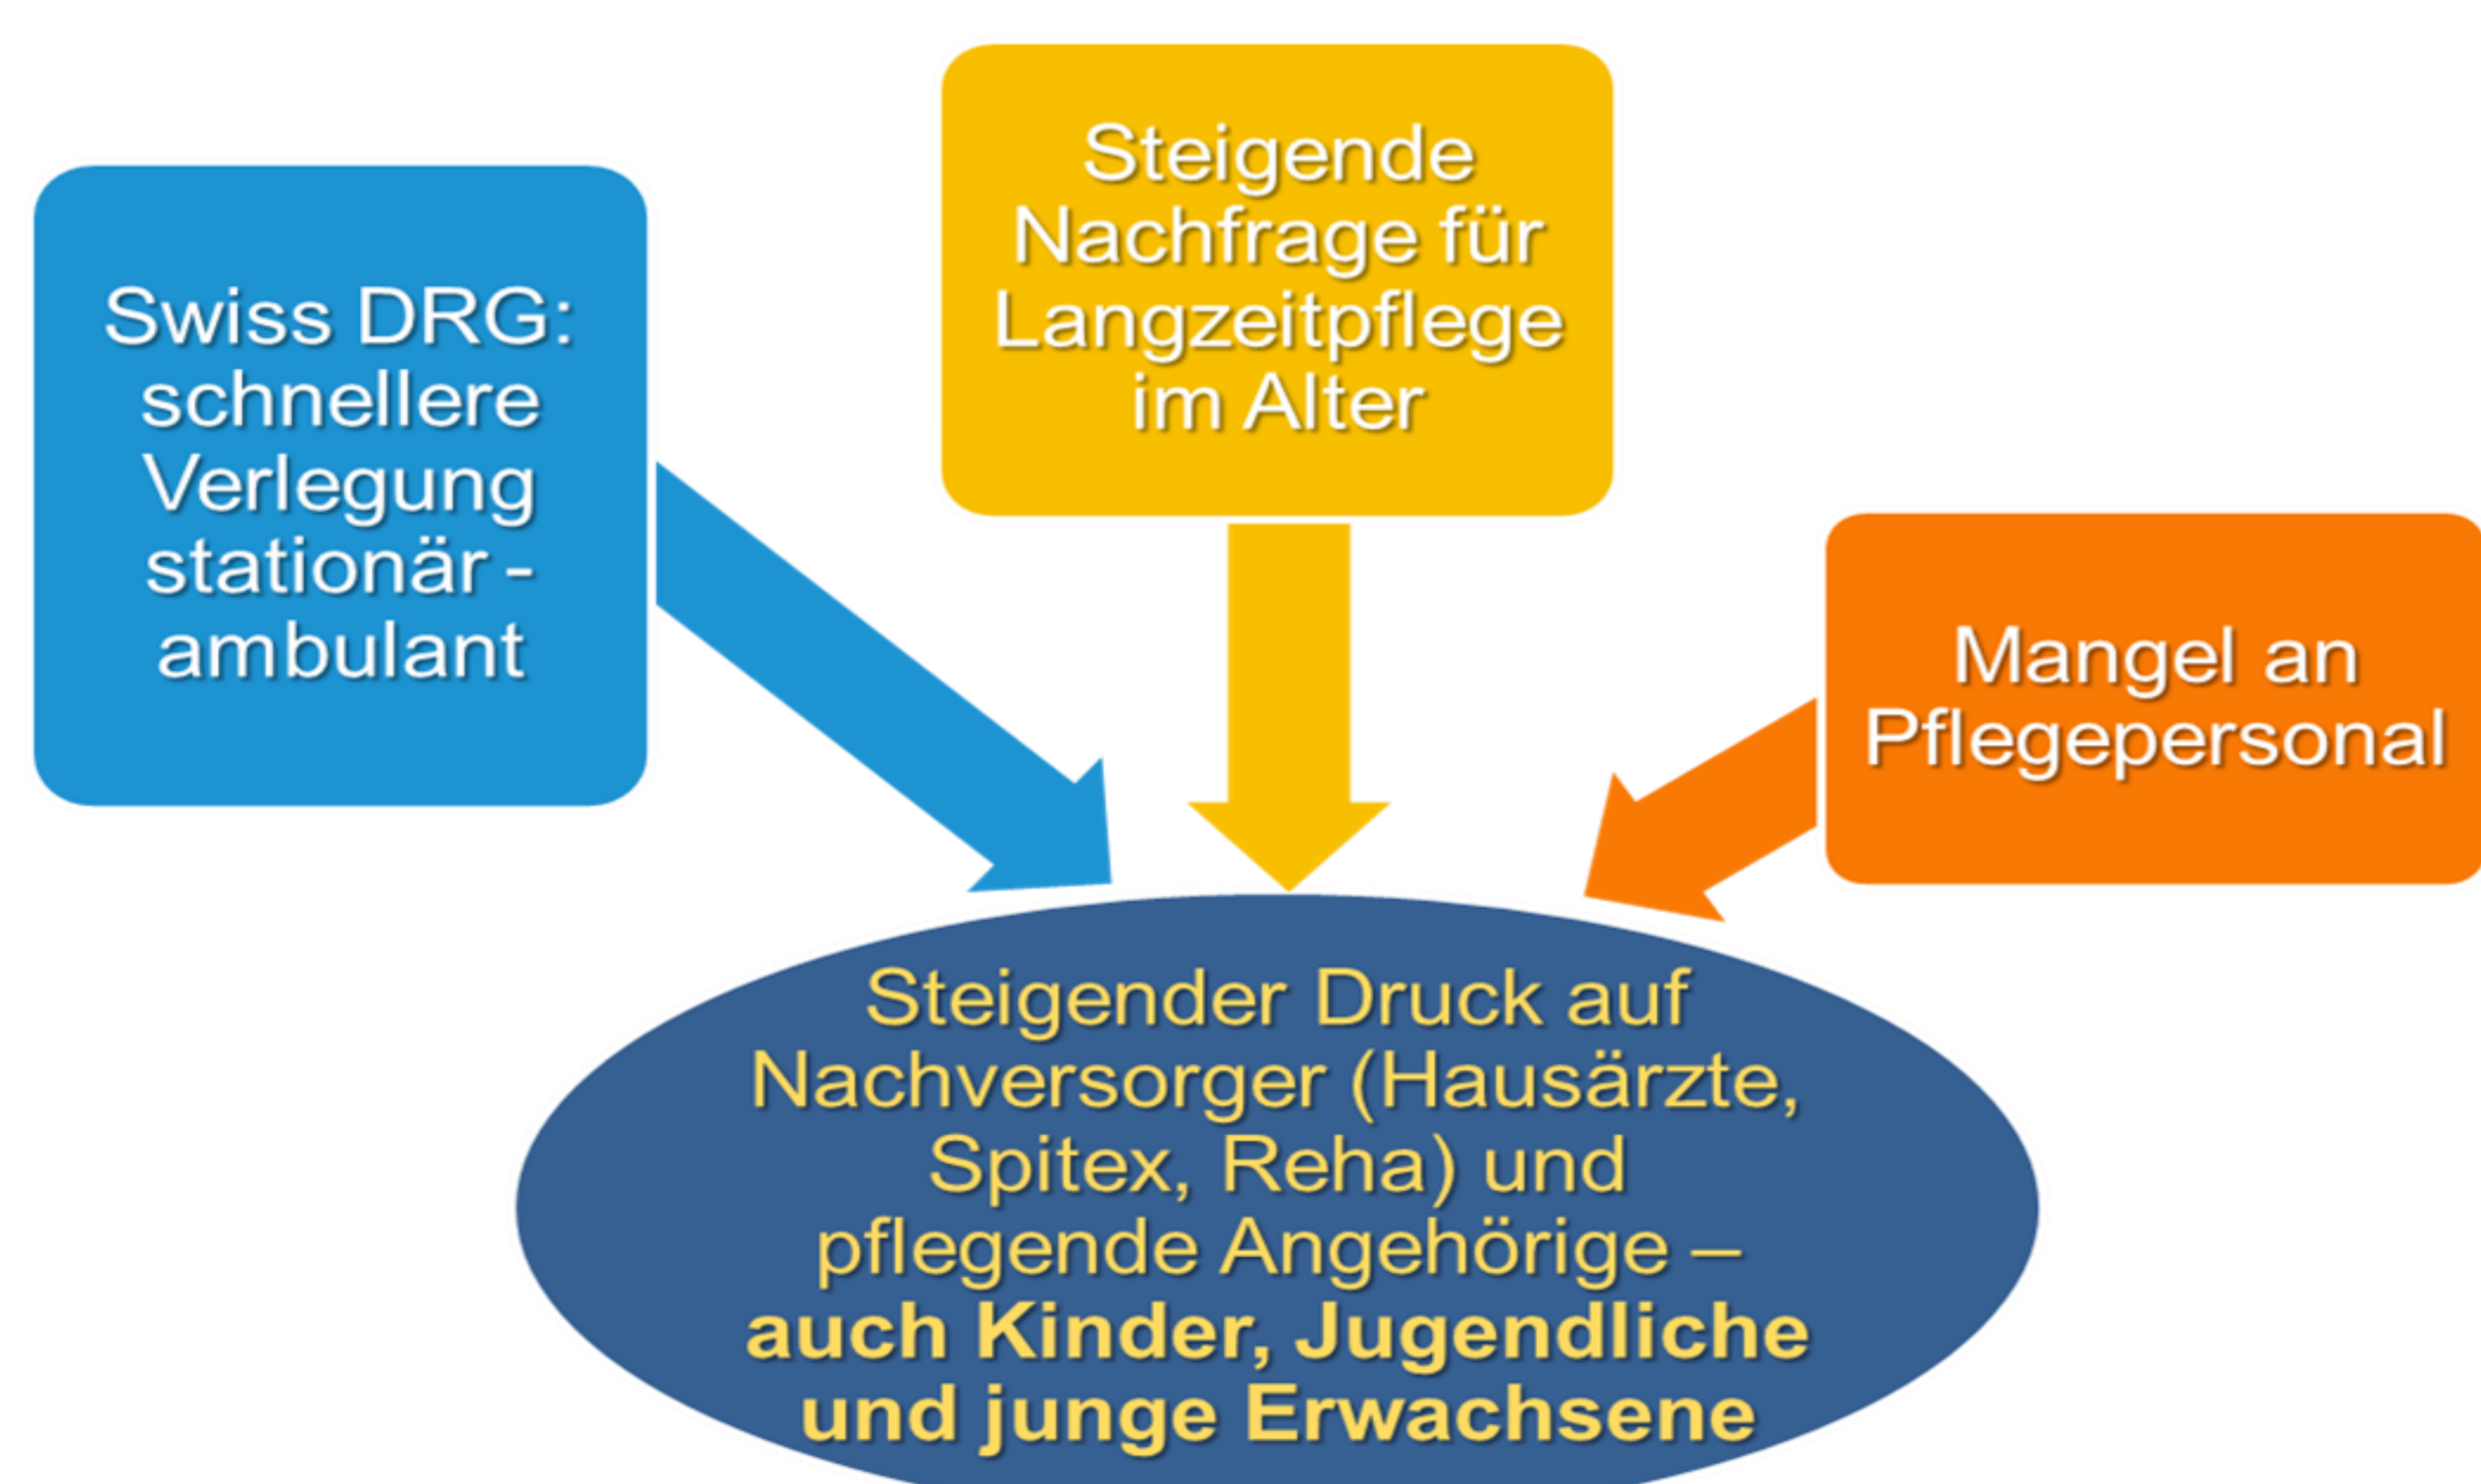 Swiss DRG:
schnellere
Verlegung
stationär -
ambulant
Steigende
Nachfrage für
Langzeitpflege
im Alter
Mangel an
Pflegepersonal
Steigender Druck auf
Nachversorger (Hausärzte,
Spitex, Reha) und
pflegende Angehörige –
auch Kinder, Jugendliche
und junge Erwachsene